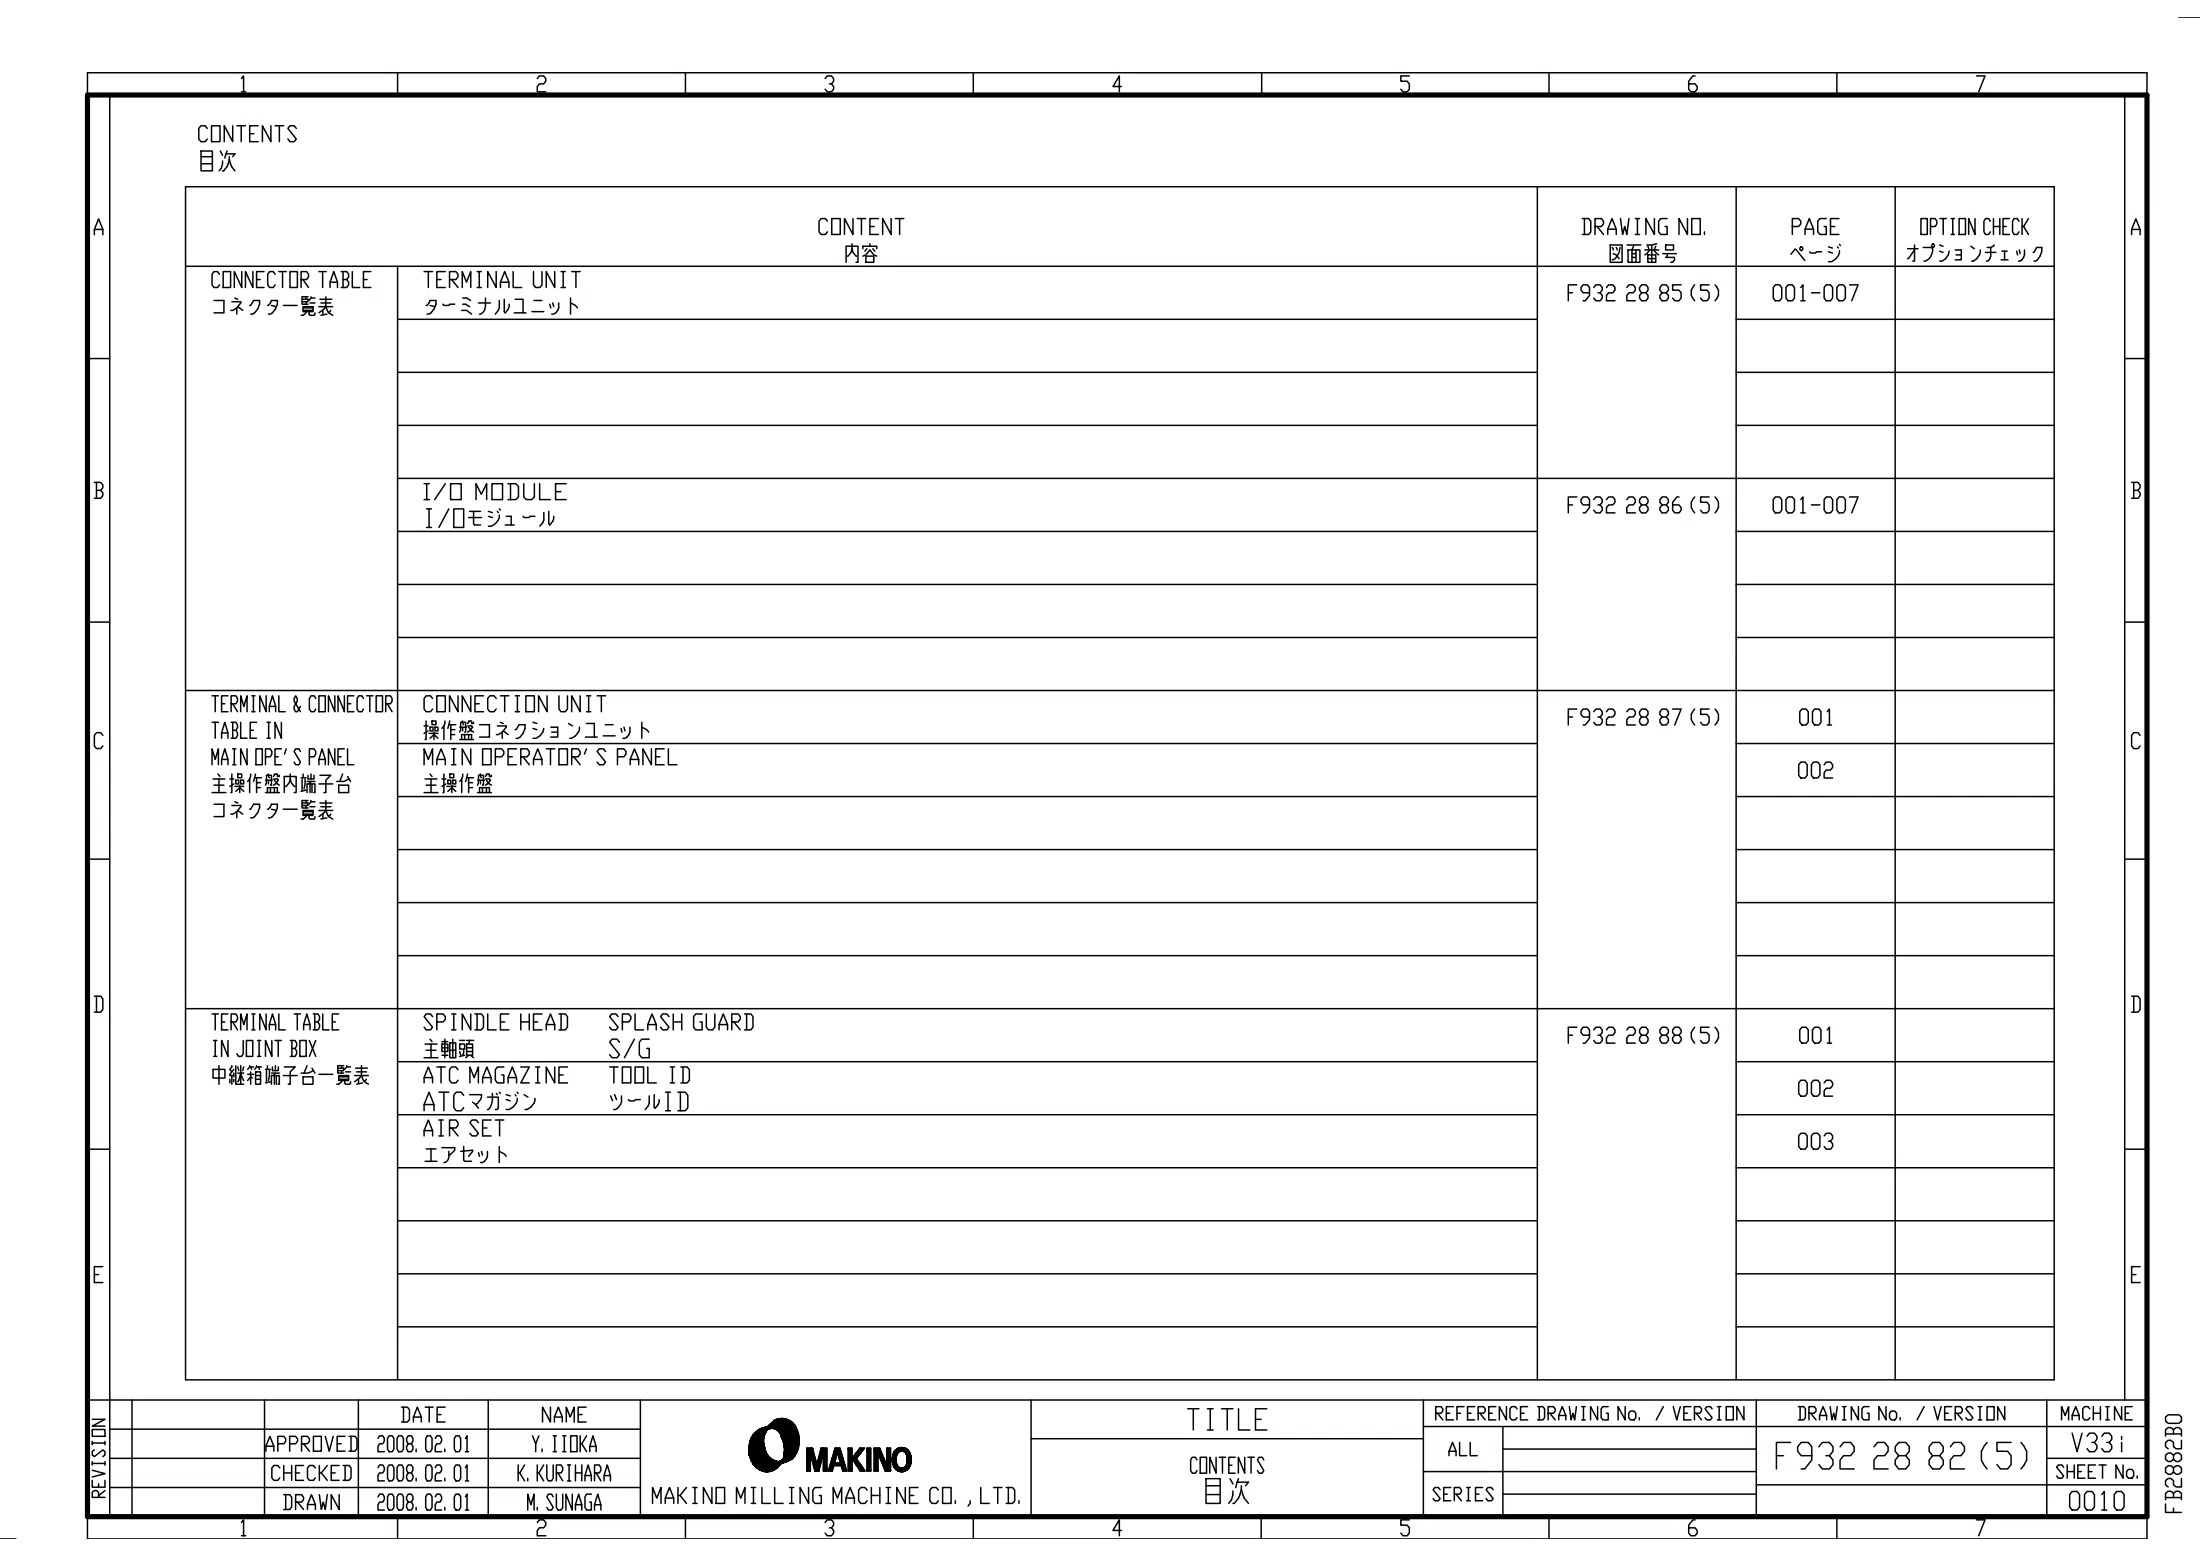 1 2 3 4 5 6 7
CONTENTS
目次
CONTENT DRAWING NO. PAGE OPTION CHECK
内容 図面番号 ページ オプションチェック
A A
CONNECTOR TABLE TERMINAL UNIT
コネクター覧表 ターミナルユニット
F932 28 85(5) 001-007
B B
I/O MODULE
I/Oモジュール
F932 28 86(5) 001-007
TERMINAL & CONNECTOR CONNECTION UNIT
TABLE IN 操作盤コネクションユニット
F932 28 87(5) 001
C C
MAIN OPE'S PANEL MAIN OPERATOR'S PANEL
主操作盤内端子台 主操作盤
002
コネクター覧表
D D
TERMINAL TABLE SPINDLE HEAD SPLASH GUARD
IN JOINT BOX 主軸頭 S/G
F932 28 88(5) 001
中継箱端子台一覧表 ATC MAGAZINE TOOL ID
ATCマガジン ツールID
002
AIR SET
エアセット
003
E E
REVISION
DATE NAME
APPROVED 2008.02.01 Y. IIOKA
CHECKED 2008.02.01 K. KURIHARA
DRAWN 2008.02.01 M. SUNAGA
MAKINO
MAKINO MILLING MACHINE CO.,LTD.
TITLE
CONTENTS
目次
REFERENCE DRAWING No. / VERSION
ALL
SERIES
DRAWING No. / VERSION
F932 28 82(5)
MACHINE
V33i
SHEET No.
0010
1 2 3 4 5 6 7
FB2882B0